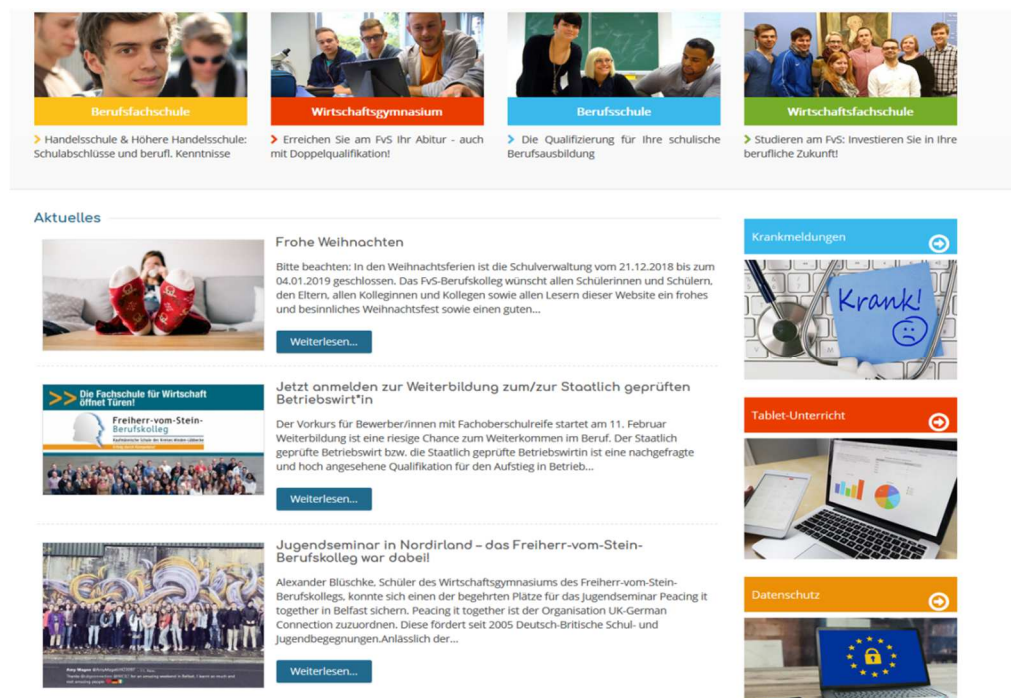 Berufsfachschule
Wirtschaftsgymnasium
Berufsschule
Wirtschaftsfachschule
Handelsschule & Höhere Handelsschule:
Schulabschlüsse und berufl. Kenntnisse
Erreichen Sie am FvS Ihr Abitur - auch
mit Doppelqualifikation!
Die Qualifizierung für Ihre schulische
Berufsausbildung
Studieren am FvS: Investieren Sie in Ihre
berufliche Zukunft!
Aktuelles
Frohe Weihnachten
Bitte beachten: In den Weihnachtsferien ist die Schulverwaltung vom 21.12.2018 bis zum
04.01.2019 geschlossen. Das FvS-Berufskolleg wünscht allen Schülerinnen und Schülern,
den Eltern, allen Kolleginnen und Kollegen sowie allen Lesern dieser Website ein frohes
und besinnliches Weihnachtsfest sowie einen guten...
Weiterlesen...
>> Die Fachschule für Wirtschaft
öffnet Türen!
Freiherr-vom-Stein-
Berufskolleg
Jetzt anmelden zur Weiterbildung zum/zur Staatlich geprüften
Betriebswirt*in
Der Vorkurs für Bewerber/innen mit Fachoberschulreife startet am 11. Februar
Weiterbildung ist eine riesige Chance zum Weiterkommen im Beruf. Der Staatlich
geprüfte Betriebswirt bzw. die Staatlich geprüfte Betriebswirtin ist eine nachgefragte
und hoch angesehene Qualifikation für den Aufstieg in Betrieb...
Weiterlesen...
Jugendseminar in Nordirland – das Freiherr-vom-Stein-
Berufskolleg war dabei!
Alexander Blüschke, Schüler des Wirtschaftsgymnasiums des Freiherr-vom-Stein-
Berufskollegs, konnte sich einen der begehrten Plätze für das Jugendseminar Peacing it
together in Belfast sichern. Peacing it together ist der Organisation UK-German
Connection zuzuordnen. Diese fördert seit 2005 Deutsch-Britische Schul- und
Jugendbegegnungen.Anlässlich der...
Weiterlesen...
Krankmeldungen
Krank!
Tablet-Unterricht
Datenschutz